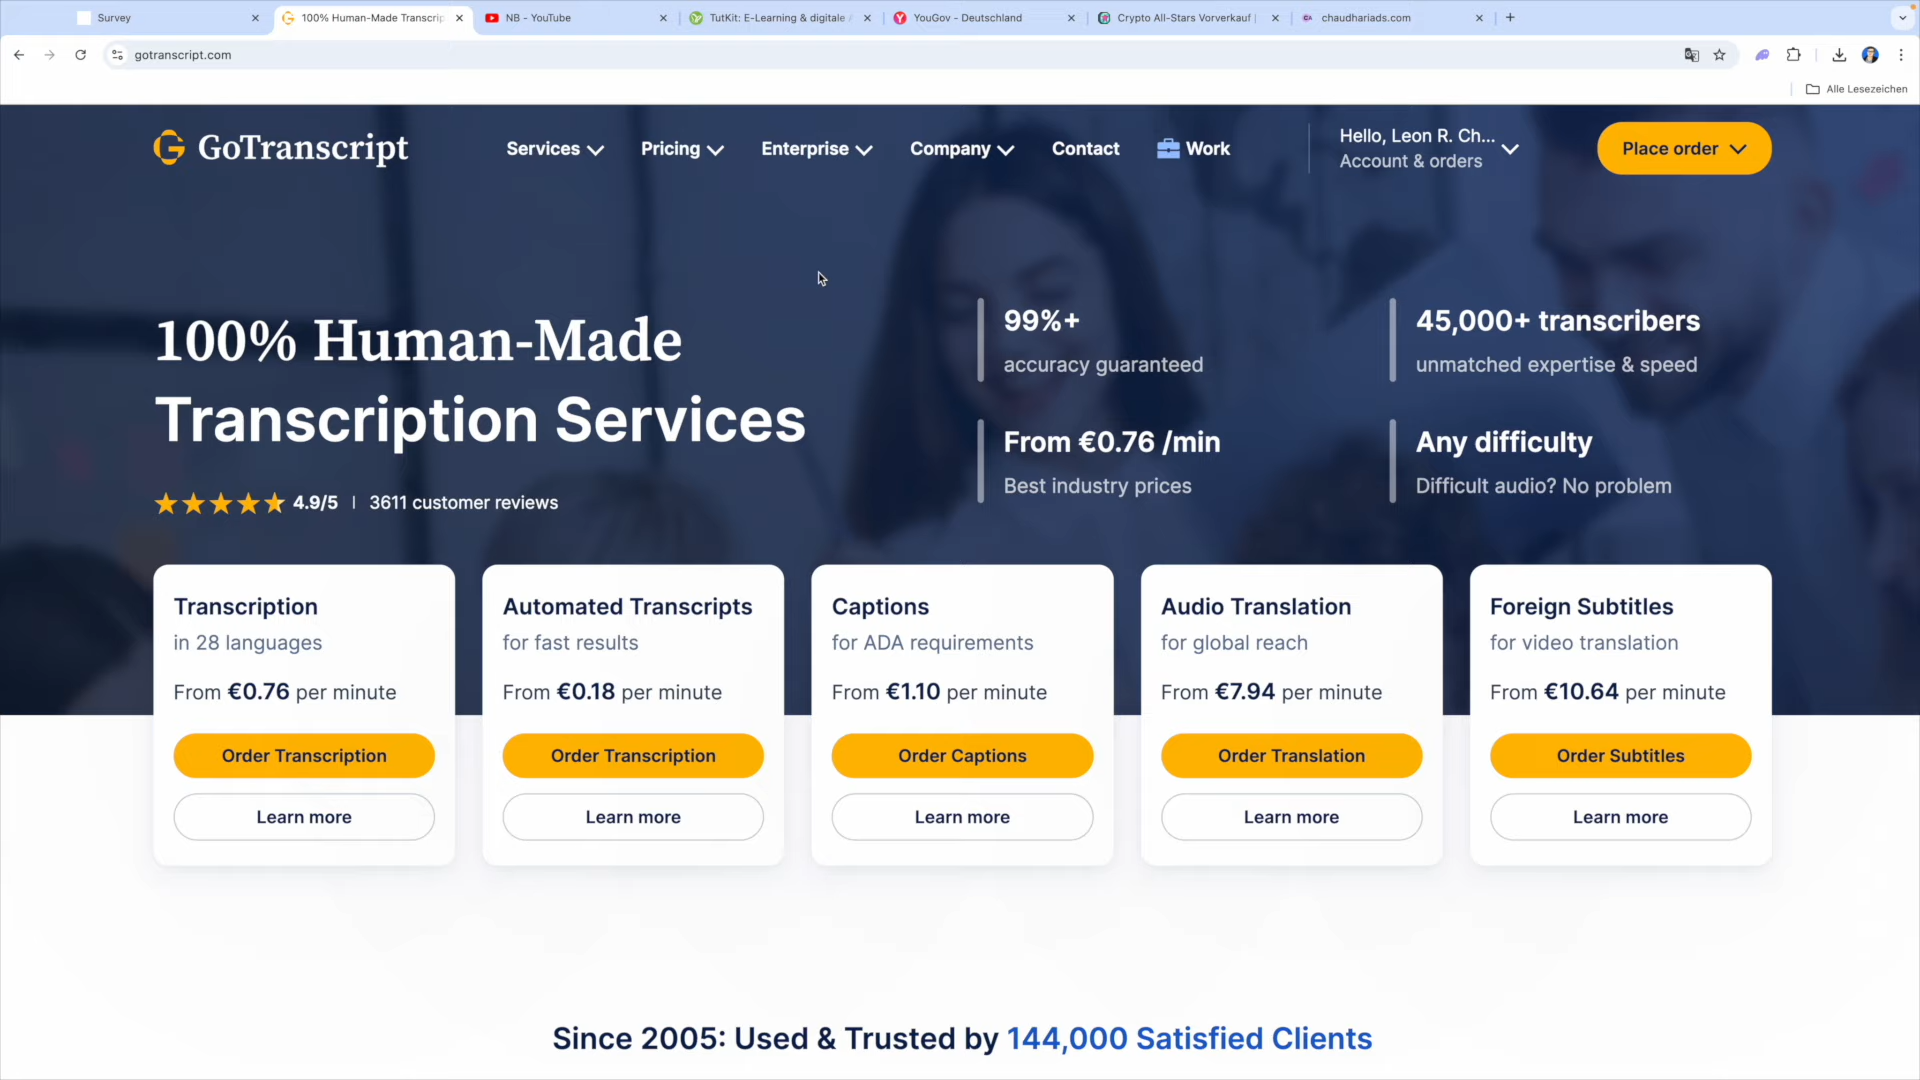 Survey
100% Human-Made Transcrip
NB - YouTube
TutKit: E-Learning & digitale
YouGov - Deutschland
Crypto All-Stars Vorverkauf |
chaudhariads.com
gotranscript.com
Alle Lesezeichen
GoTranscript
Services
Pricing
Enterprise
Company
Contact
Work
Hello, Leon R. Ch...
Account & orders
Place order
100% Human-Made
Transcription Services
4.9/5 | 3611 customer reviews
99%+
accuracy guaranteed
45,000+ transcribers
unmatched expertise & speed
From €0.76 /min
Best industry prices
Any difficulty
Difficult audio? No problem
Transcription
in 28 languages
From €0.76 per minute
Order Transcription
Learn more
Automated Transcripts
for fast results
From €0.18 per minute
Order Transcription
Learn more
Captions
for ADA requirements
From €1.10 per minute
Order Captions
Learn more
Audio Translation
for global reach
From €7.94 per minute
Order Translation
Learn more
Foreign Subtitles
for video translation
From €10.64 per minute
Order Subtitles
Learn more
Since 2005: Used & Trusted by 144,000 Satisfied Clients